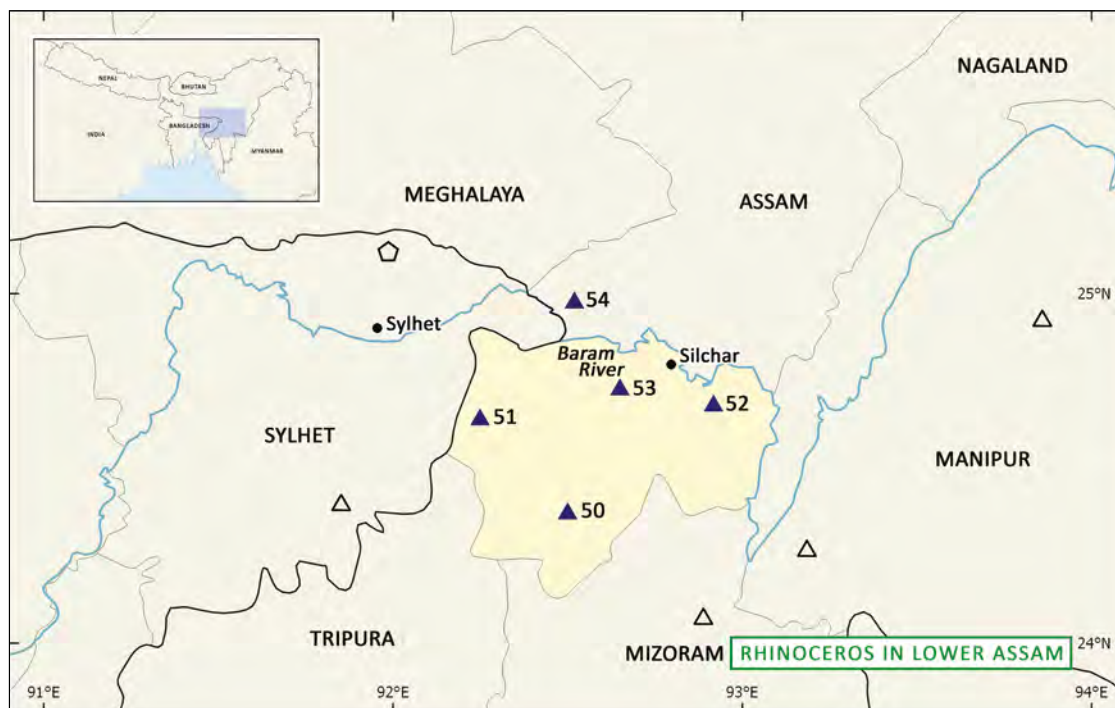 NEPAL
BHUTAN
BANGLADESH
INDIA
MYANMAR
NAGALAND
MEGHALAYA
ASSAM
54
25°N
Sylhet
Baram
River
Silchar
53
52
51
SYLHET
MANIPUR
50
TRIPURA
MIZORAM
RHINOCEROS IN LOWER ASSAM
24°N
91°E
92°E
93°E
94°E